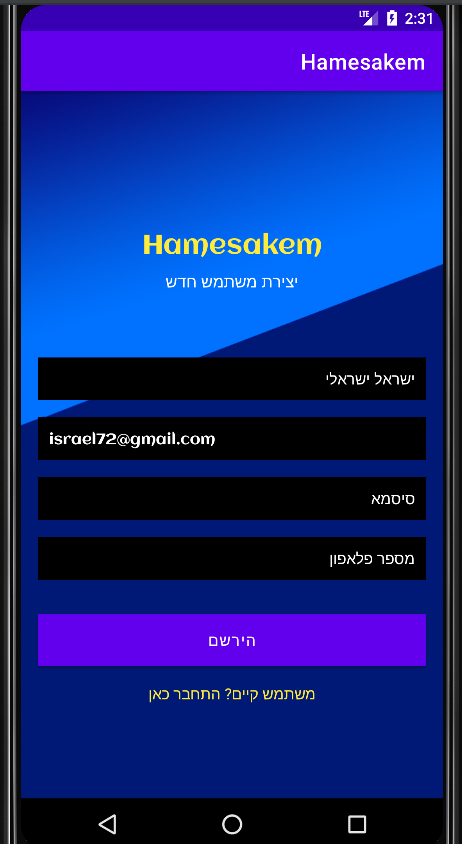 LTE 2:31
Hamesakem
Hamesakem
יצירת משתמש חדש
ישראל ישראלי
israel72@gmail.com
סיסמא
מספר פלאפון
הירשם
משתמש קיים? התחבר כאן